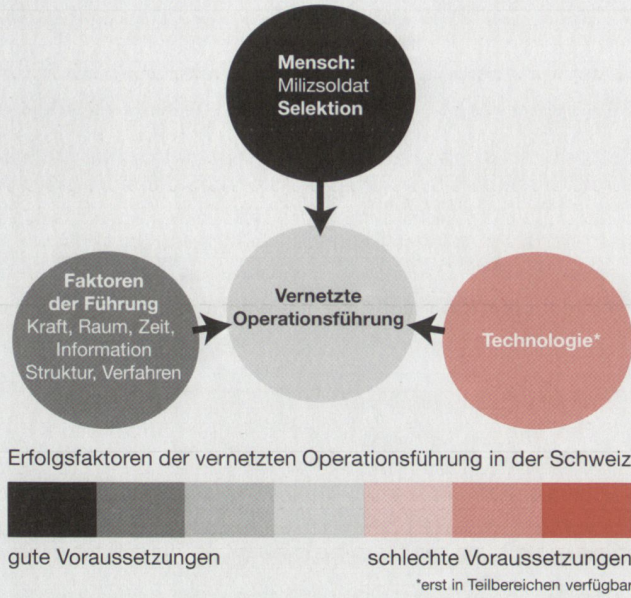 Mensch:
Milizsoldat
Selektion
Faktoren
der Führung
Kraft, Raum, Zeit,
Information
Struktur, Verfahren
Vernetzte
Operationsführung
Technologie*
Erfolgsfaktoren der vernetzten Operationsführung in der Schweiz
gute Voraussetzungen
schlechte Voraussetzungen
*erst in Teilbereichen verfügbar